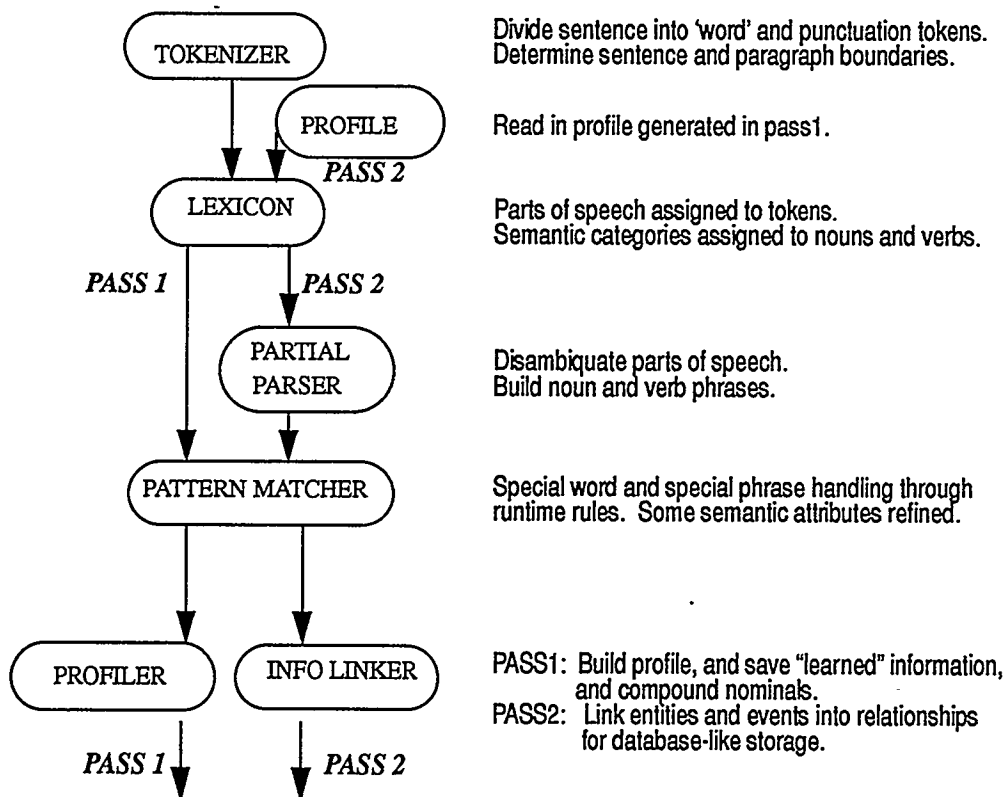 TOKENIZER
Divide sentence into 'word' and punctuation tokens.
Determine sentence and paragraph boundaries.
PROFILE
Read in profile generated in pass1.
PASS 2
LEXICON
Parts of speech assigned to tokens.
Semantic categories assigned to nouns and verbs.
PASS 1
PASS 2
PARTIAL
PARSER
Disambiquate parts of speech.
Build noun and verb phrases.
PATTERN MATCHER
Special word and special phrase handling through
runtime rules. Some semantic attributes refined.
PROFILER
INFO LINKER
PASS1: Build profile, and save "learned" information,
and compound nominals.
PASS2: Link entities and events into relationships
for database-like storage.
PASS 1
PASS 2